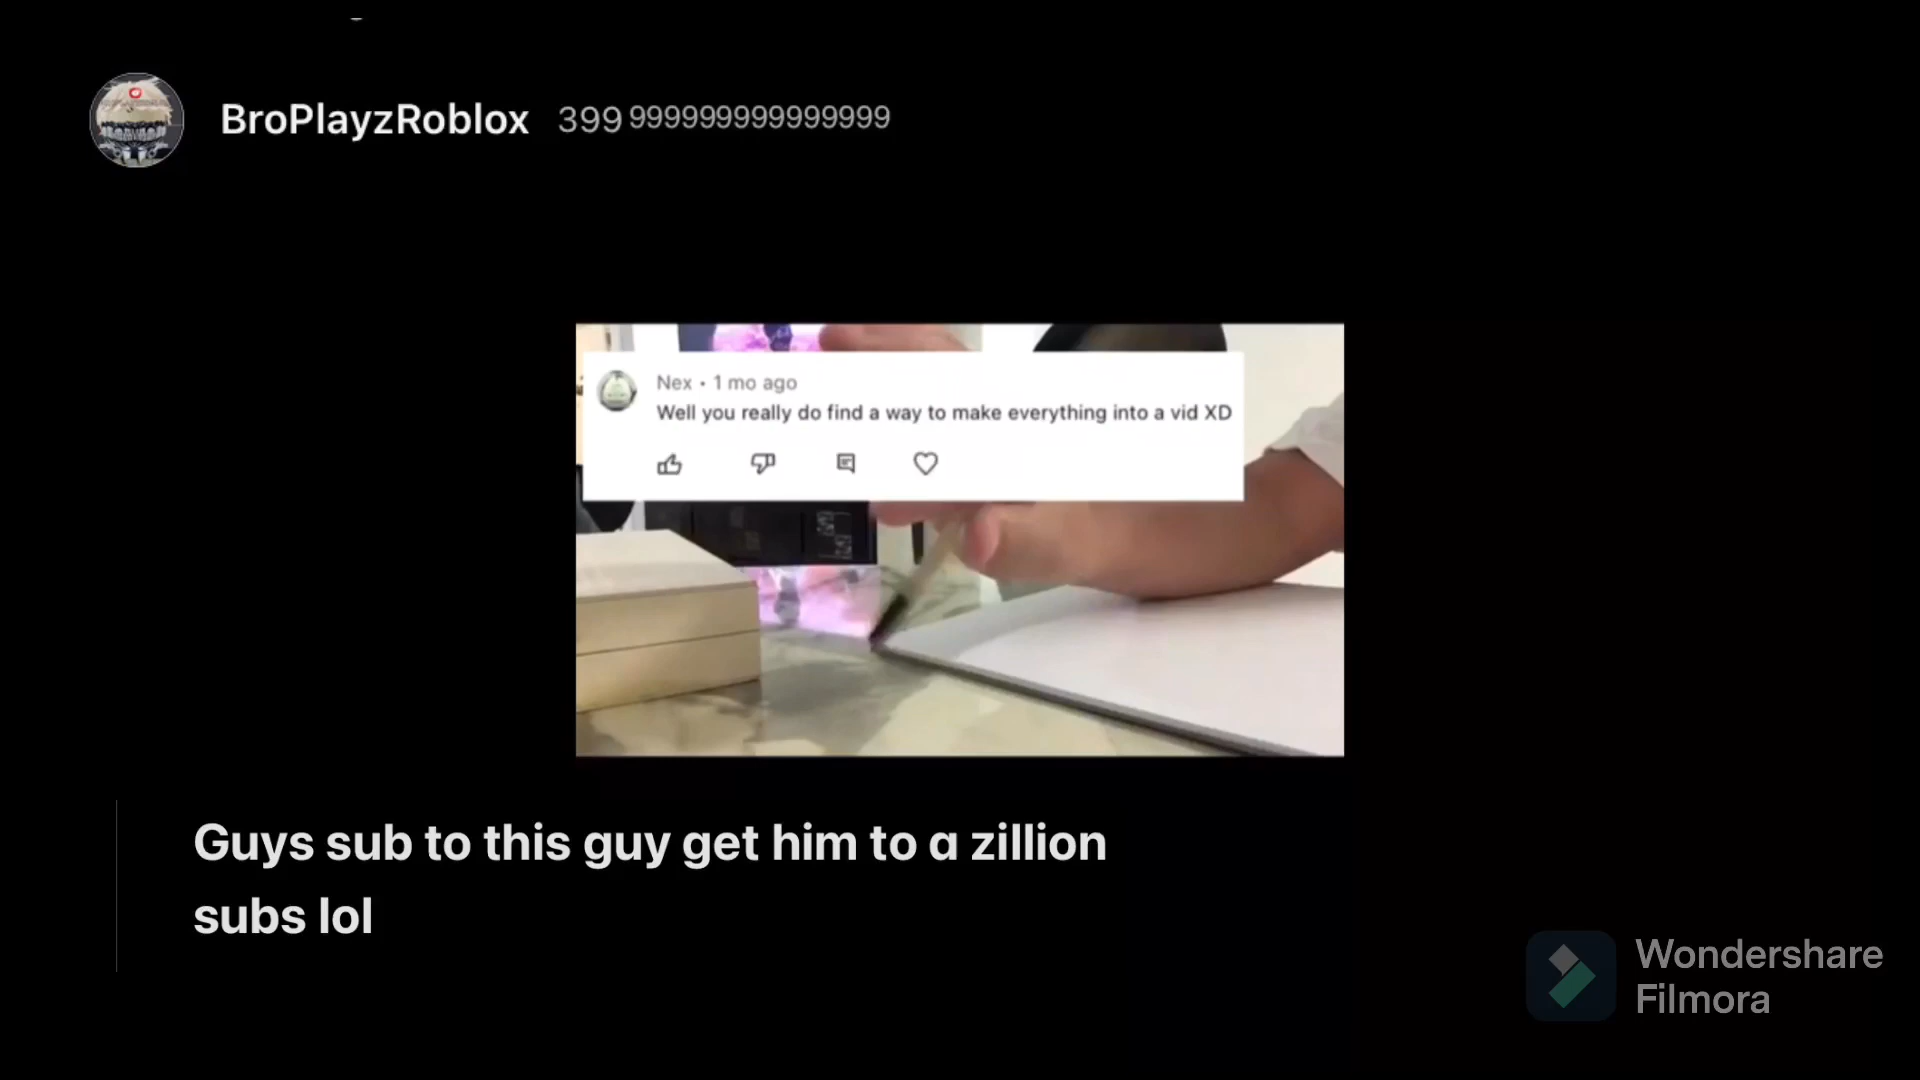 BroPlayzRoblox 399 999999999999999
Nex • 1 mo ago
Well you really do find a way to make everything into a vid XD
Guys sub to this guy get him to a zillion
subs lol
Wondershare
Filmora